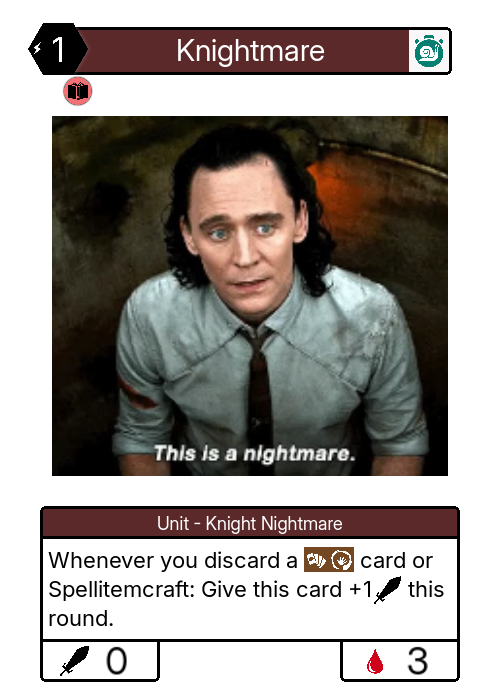 1
Knightmare
This is a nightmare.
Unit - Knight Nightmare
Whenever you discard a card or
Spellitemcraft: Give this card +1 this
round.
0
3